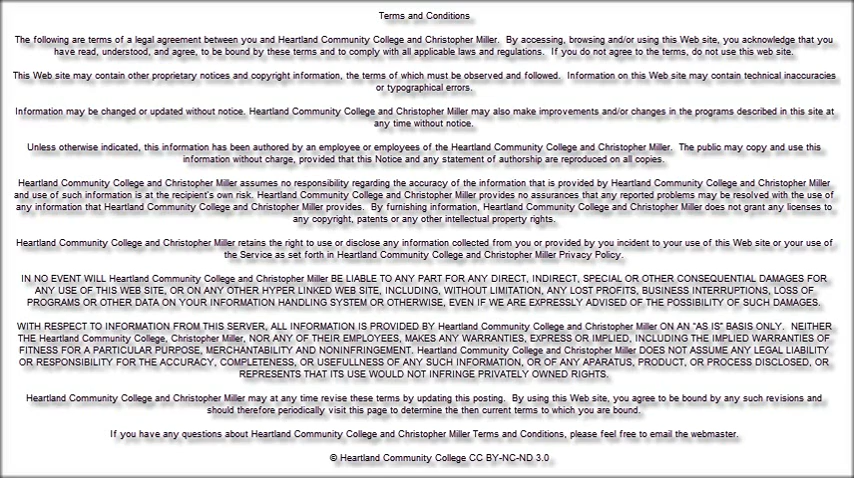 Terms and Conditions
The following are terms of a legal agreement between you and Heartland Community College and Christopher Miller. By accessing, browsing and/or using this Web site, you acknowledge that you
have read, understood, and agree, to be bound by these terms and to comply with all applicable laws and regulations. If you do not agree to the terms, do not use this web site.
This Web site may contain other proprietary notices and copyright information, the terms of which must be observed and followed. Information on this Web site may contain technical inaccuracies
or typographical errors.
Information may be changed or updated without notice. Heartland Community College and Christopher Miller may also make improvements and/or changes in the programs described in this site at
any time without notice.
Unless otherwise indicated, this information has been authored by an employee or employees of the Heartland Community College and Christopher Miller. The public may copy and use this
information without charge, provided that this Notice and any statement of authorship are reproduced on all copies.
Heartland Community College and Christopher Miller assumes no responsibility regarding the accuracy of the information that is provided by Heartland Community College and Christopher Miller
and use of such information is at the recipient's own risk. Heartland Community College and Christopher Miller provides no assurances that any reported problems may be resolved with the use of
any information that Heartland Community College and Christopher Miller provides. By furnishing information, Heartland Community College and Christopher Miller does not grant any licenses to
any copyright, patents or any other intellectual property rights.
Heartland Community College and Christopher Miller retains the right to use or disclose any information collected from you or provided by you incident to your use of this Web site or your use of
the Service as set forth in Heartland Community College and Christopher Miller Privacy Policy.
IN NO EVENT WILL Heartland Community College and Christopher Miller BE LIABLE TO ANY PART FOR ANY DIRECT, INDIRECT, SPECIAL OR OTHER CONSEQUENTIAL DAMAGES FOR
ANY USE OF THIS WEB SITE, OR ON ANY OTHER HYPER LINKED WEB SITE, INCLUDING, WITHOUT LIMITATION, ANY LOST PROFITS, BUSINESS INTERRUPTIONS, LOSS OF
PROGRAMS OR OTHER DATA ON YOUR INFORMATION HANDLING SYSTEM OR OTHERWISE, EVEN IF WE ARE EXPRESSLY ADVISED OF THE POSSIBILITY OF SUCH DAMAGES.
WITH RESPECT TO INFORMATION FROM THIS SERVER, ALL INFORMATION IS PROVIDED BY Heartland Community College and Christopher Miller ON AN "AS IS" BASIS ONLY. NEITHER
THE Heartland Community College, Christopher Miller, NOR ANY OF THEIR EMPLOYEES, MAKES ANY WARRANTIES, EXPRESS OR IMPLIED, INCLUDING THE IMPLIED WARRANTIES OF
FITNESS FOR A PARTICULAR PURPOSE, MERCHANTABILITY AND NONINFRINGEMENT. Heartland Community College and Christopher Miller DOES NOT ASSUME ANY LEGAL LIABILITY
OR RESPONSIBILITY FOR THE ACCURACY, COMPLETENESS, OR USEFULLNESS OF ANY SUCH INFORMATION, OR OF ANY APPARATUS, PRODUCT, OR PROCESS DISCLOSED, OR
REPRESENTS THAT ITS USE WOULD NOT INFRINGE PRIVATELY OWNED RIGHTS.
Heartland Community College and Christopher Miller may at any time revise these terms by updating this posting. By using this Web site, you agree to be bound by any such revisions and
should therefore periodically visit this page to determine the then current terms to which you are bound.
If you have any questions about Heartland Community College and Christopher Miller Terms and Conditions, please feel free to email the webmaster.
© Heartland Community College CC BY-NC-ND 3.0